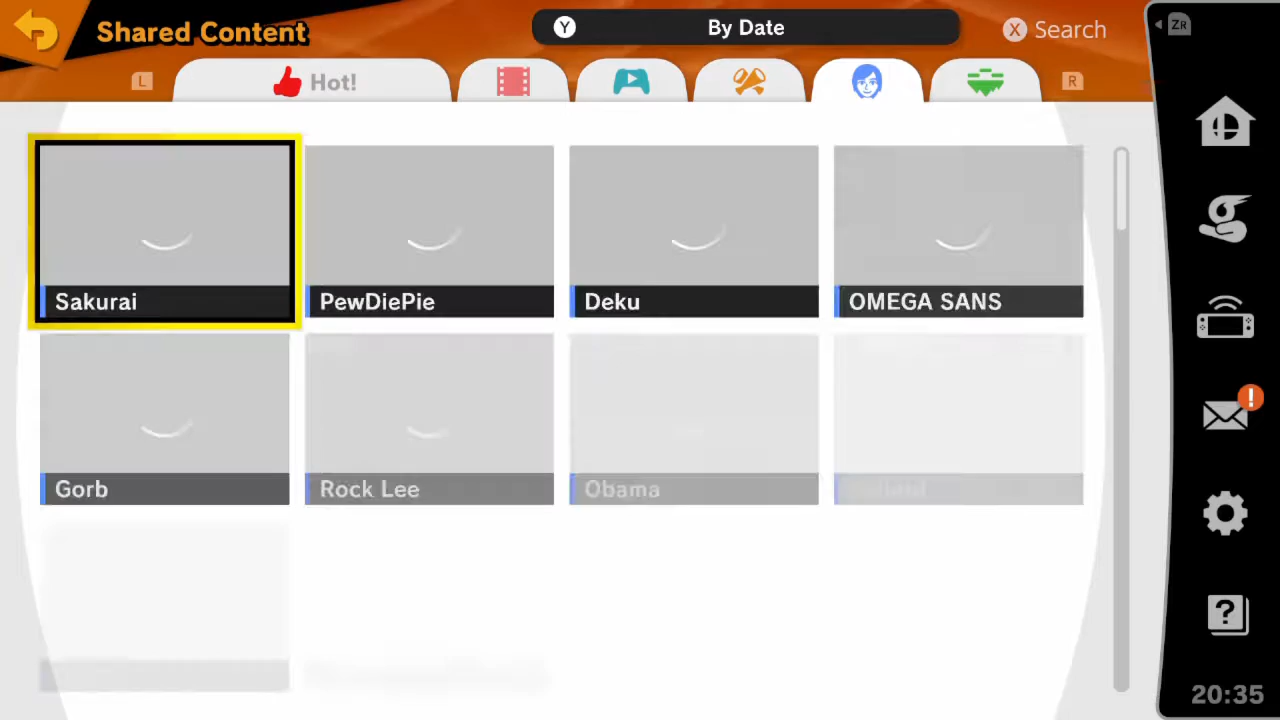 Shared Content
Y By Date
X Search
ZR
L
Hot!
R
Sakurai
PewDiePie
Deku
OMEGA SANS
Gorb
Rock Lee
Obama
!
?
20:35